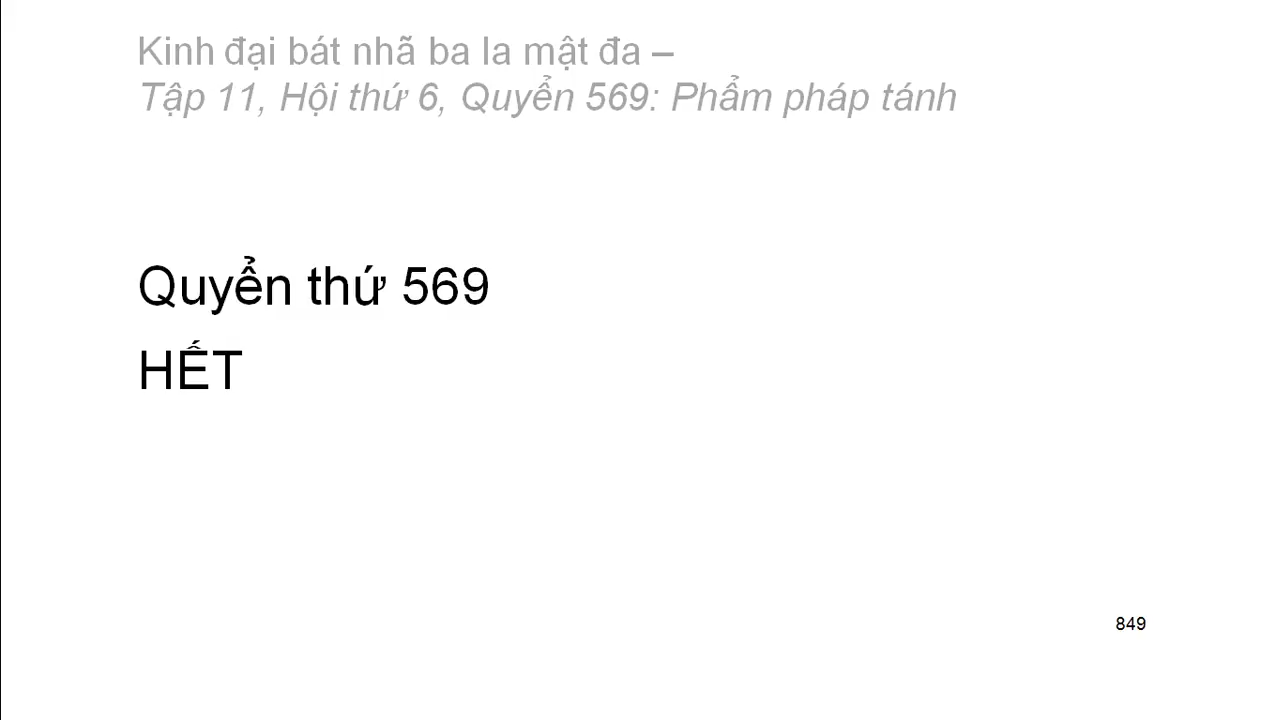 Kinh đại bát nhã ba la mật đa –
Tập 11, Hội thứ 6, Quyển 569: Phẩm pháp tánh
Quyển thứ 569
HẾT
849